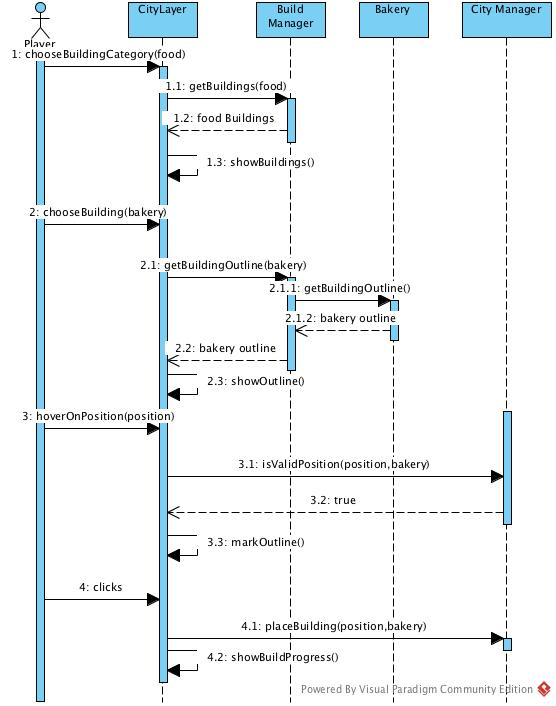 CityLayer
Build
Manager
Bakery
City Manager
Player
1: chooseBuildingCategory(food)
1.1: getBuildings(food)
1.2: food Buildings
1.3: showBuildings()
2: chooseBuilding(bakery)
2.1: getBuildingOutline(bakery)
2.1.1: getBuildingOutline()
2.1.2: bakery outline
2.2: bakery outline
2.3: showOutline()
3: hoverOnPosition(position)
3.1: isValidPosition(position,bakery)
3.2: true
3.3: markOutline()
4: clicks
4.1: placeBuilding(position,bakery)
4.2: showBuildProgress()
Powered By Visual Paradigm Community Edition